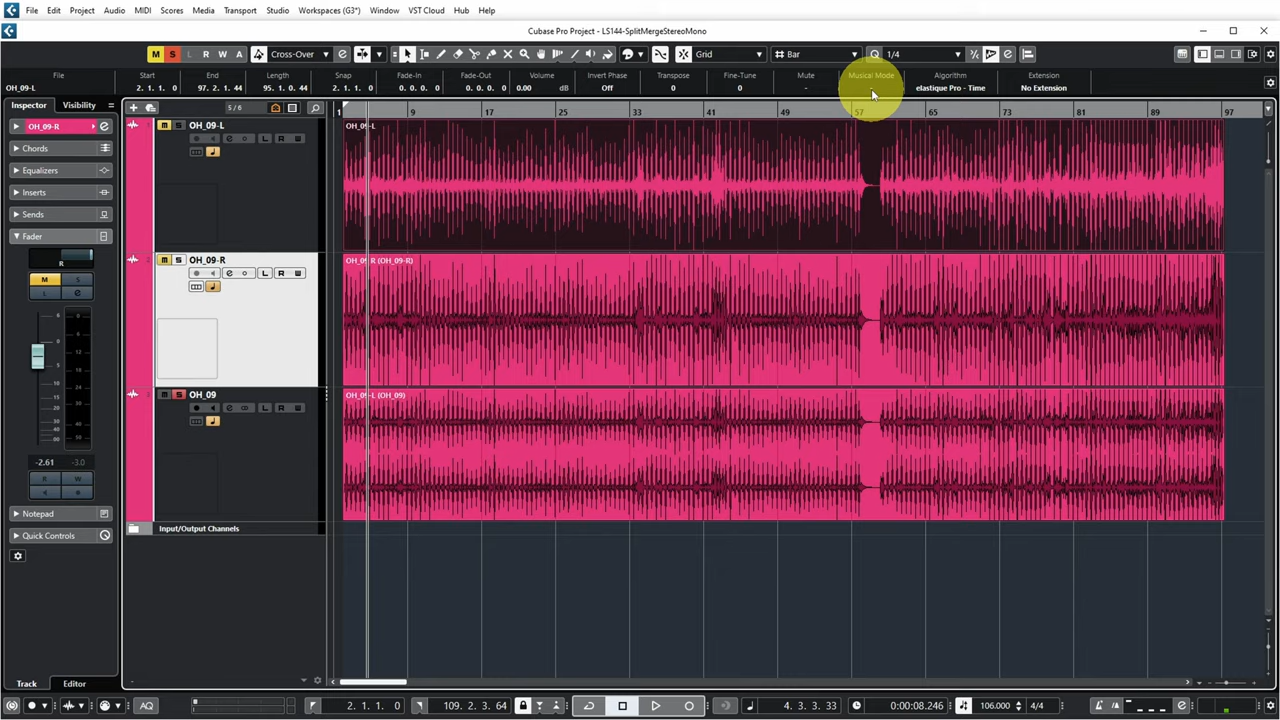 File Edit Project Audio MIDI Scores Media Transport Studio Workspaces (G3*) Window VST Cloud Hub Help
Cubase Pro Project - LS144-SplitMergeStereoMono
M S L R W A Cross-Over Grid Bar 1/4
File Start End Length Snap Fade-In Fade-Out Volume Invert Phase Transpose Fine-Tune Mute Musical Mode Algorithm Extension
OH_09-L 2. 1. 1. 0 97. 2. 1. 44 95. 1. 0. 44 2. 1. 1. 0 0. 0. 0. 0 0. 0. 0. 0 0.00 dB Off 0 0 - - elastique Pro - Time No Extension
Inspector Visibility 5/6 1 9 17 25 33 41 49 57 65 73 81 89 97
OH_09-R
Chords
Equalizers
Inserts
Sends
Fader
R
M S
L e
-2.61 -3.0
R W
Notepad
Quick Controls
Track Editor
1 M S OH_09-L
L R W
OH_09-L
2 M S OH_09-R
L R W
OH_09-R (OH_09-R)
3 M S OH_09
L R W
OH_09-L (OH_09)
Input/Output Channels
AQ 2. 1. 1. 0 109. 2. 3. 64 4. 3. 3. 33 0:00:08.246 106.000 4/4